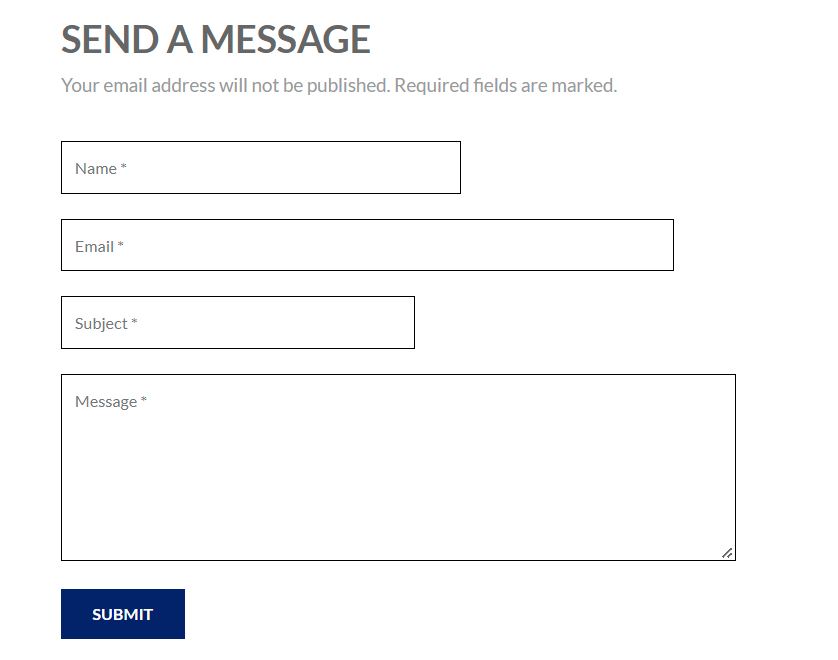 SEND A MESSAGE
Your email address will not be published. Required fields are marked.
Name *
Email *
Subject *
Message *
SUBMIT